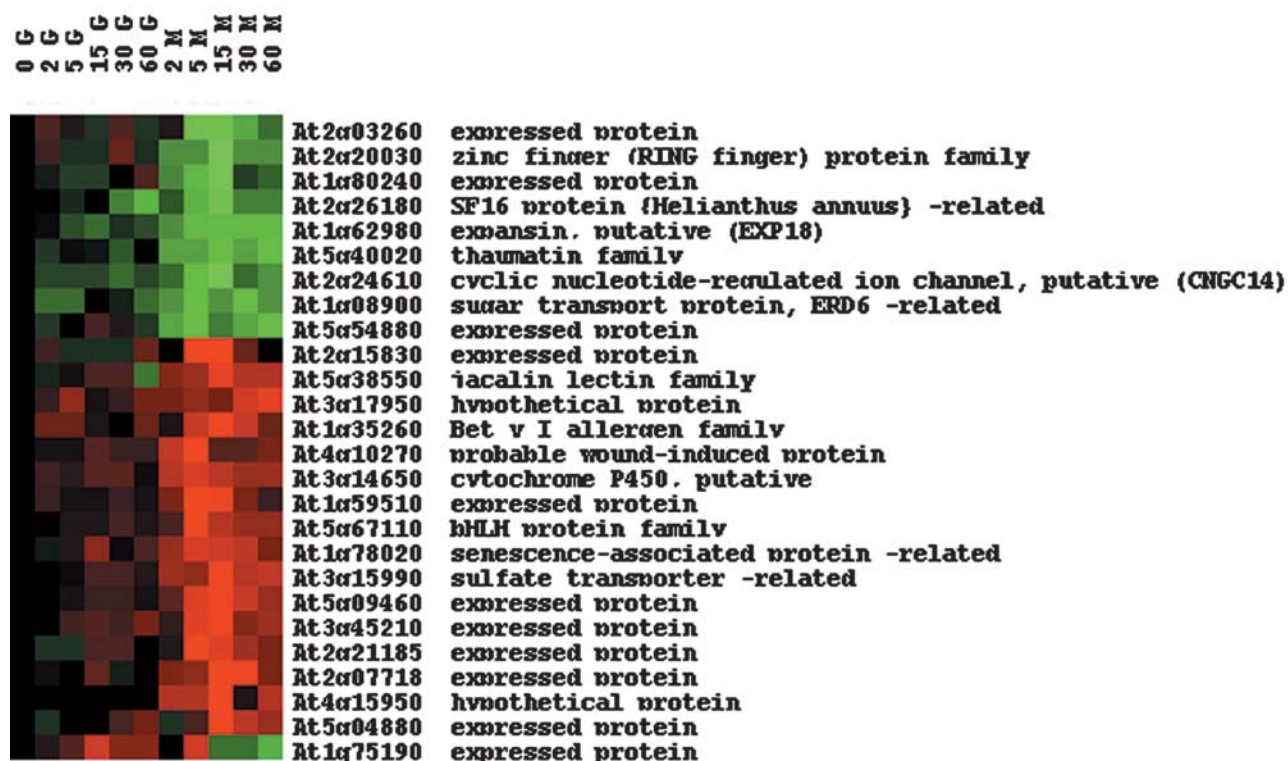 0 G
2 G
5 G
15 G
30 G
60 G
2 M
5 M
15 M
30 M
60 M
At2g03260 expressed protein
At2g20030 zinc finger (RING finger) protein family
At1g80240 expressed protein
At2g26180 SF16 protein {Helianthus annuus} -related
At1g62980 expansin, putative (EXP18)
At5g40020 thaumatin family
At2g24610 cyclic nucleotide-regulated ion channel, putative (CNGC14)
At1g08900 sugar transport protein, ERD6 -related
At5g54880 expressed protein
At2g15830 expressed protein
At5g38550 jacalin lectin family
At3g17950 hypothetical protein
At1g35260 Bet v I allergen family
At4g10270 probable wound-induced protein
At3g14650 cytochrome P450, putative
At1g59510 expressed protein
At5g67110 bHLH protein family
At1g78020 senescence-associated protein -related
At3g15990 sulfate transporter -related
At5g09460 expressed protein
At3g45210 expressed protein
At2g21185 expressed protein
At2g07718 expressed protein
At4g15950 hypothetical protein
At5g04880 expressed protein
At1g75190 expressed protein